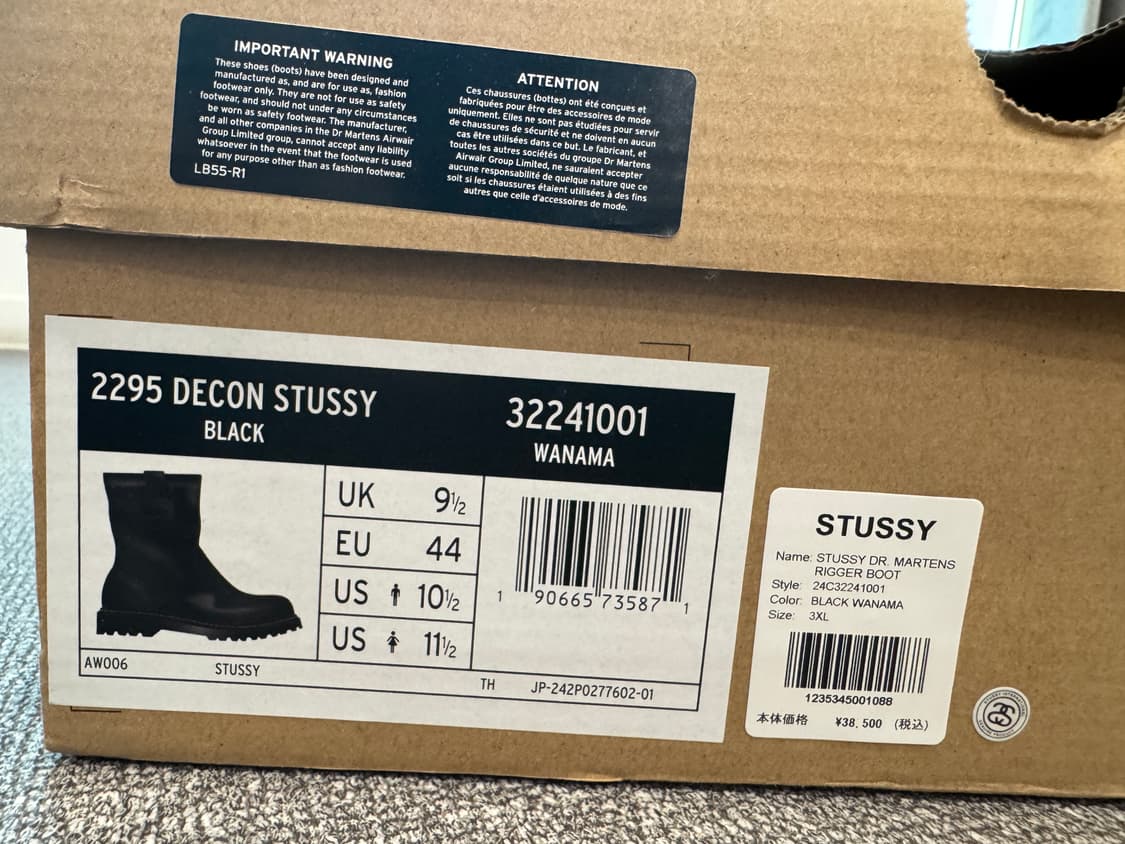 IMPORTANT WARNING
These shoes (boots) have been designed and
manufactured as, and are for use as, fashion
footwear only. They are not for use as safety
footwear, and should not under any circumstances
be worn as safety footwear. The manufacturer,
and all other companies in the Dr Martens Airwair
Group Limited group, cannot accept any liability
whatsoever in the event that the footwear is used
for any purpose other than as fashion footwear.
LB55-R1
ATTENTION
Ces chaussures (bottes) ont été conçues et
fabriquées pour être des accessoires de mode
uniquement. Elles ne sont pas étudiées pour servir
de chaussures de sécurité et ne doivent en aucun
cas être utilisées dans ce but. Le fabricant, et
toutes les autres sociétés du groupe Dr Martens
Airwair Group Limited, ne sauraient accepter
aucune responsabilité de quelque nature que ce
soit si les chaussures étaient utilisées à des fins
autres que celle d'accessoires de mode.
2295 DECON STUSSY
BLACK
32241001
WANAMA
UK 9½
EU 44
US 10½
US 11½
1 90665 73587 1
AW006 STUSSY
TH JP-242P0277602-01
STUSSY
Name: STUSSY DR. MARTENS
RIGGER BOOT
Style: 24C32241001
Color: BLACK WANAMA
Size: 3XL
1235345001088
本体価格 ¥38,500 (税込)